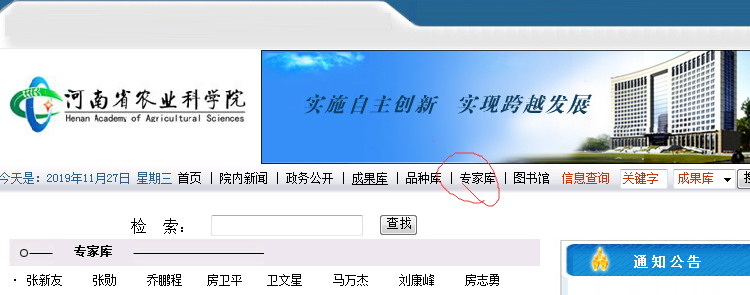 河南省农业科学院
Henan Academy of Agricultural Sciences
实施自主创新 实现跨越发展
今天是：2019年11月27日 星期三 首页 | 院内新闻 | 政务公开 | 成果库 | 品种库 | 专家库 | 图书馆 信息查询 关键字 成果库
检 索： 查找
专家库
通知公告
· 张新友 张勋 乔鹏程 房卫平 卫文星 马万杰 刘康峰 房志勇